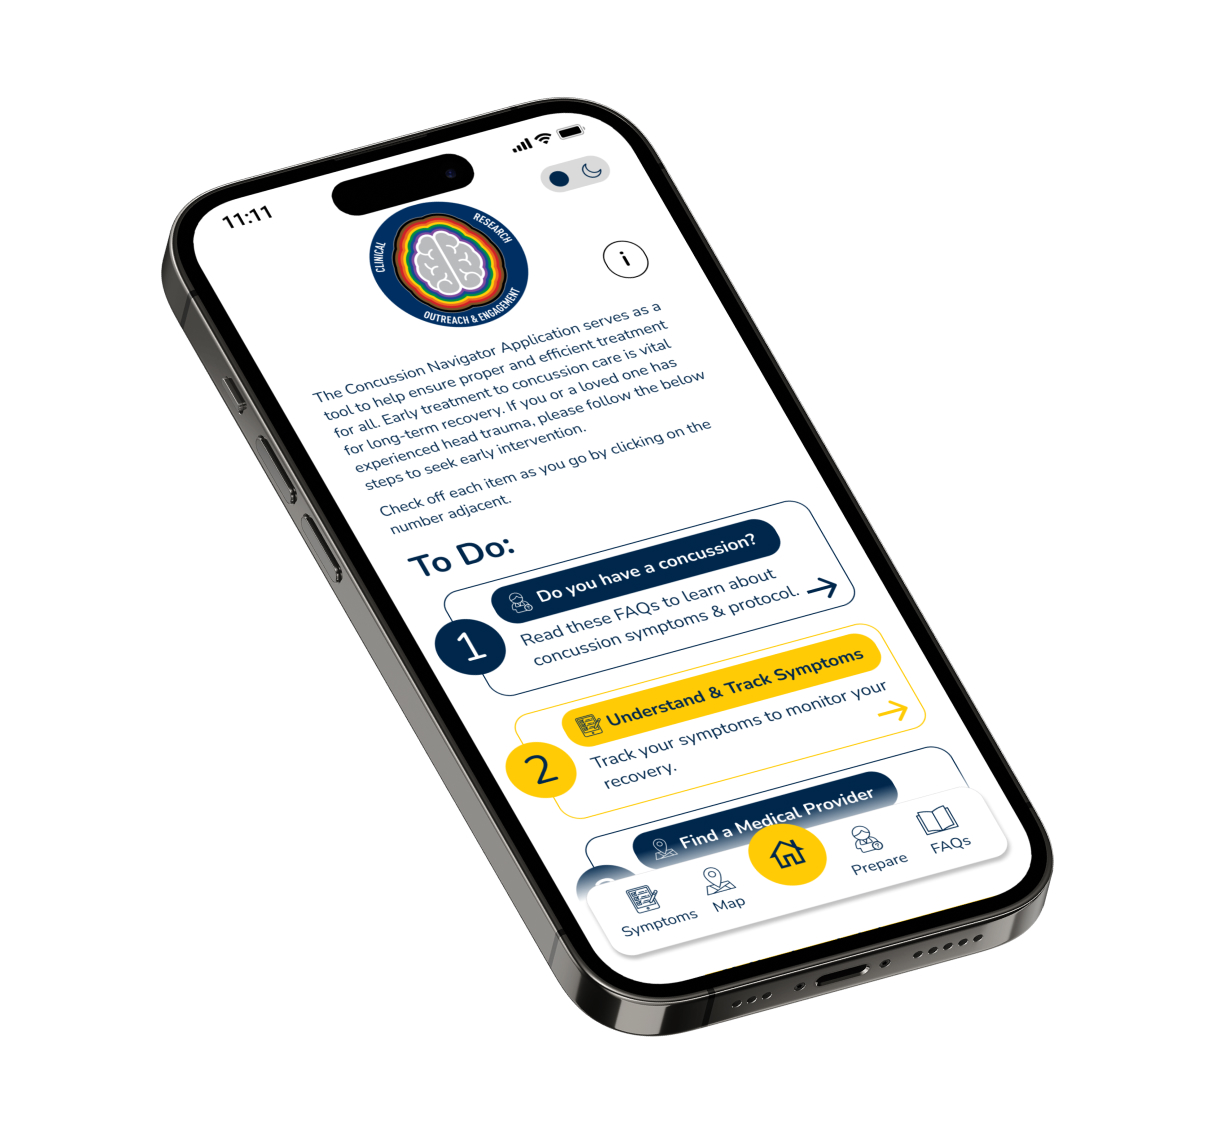 11:11
CLINICAL
RESEARCH
OUTREACH & ENGAGEMENT
i
The Concussion Navigator Application serves as a
tool to help ensure proper and efficient treatment
for all. Early treatment to concussion care is vital
for long-term recovery. If you or a loved one has
experienced head trauma, please follow the below
steps to seek early intervention.
Check off each item as you go by clicking on the
number adjacent.
To Do:
1
Do you have a concussion?
Read these FAQs to learn about
concussion symptoms & protocol.
2
Understand & Track Symptoms
Track your symptoms to monitor your
recovery.
Find a Medical Provider
Symptoms
Map
Prepare
FAQs